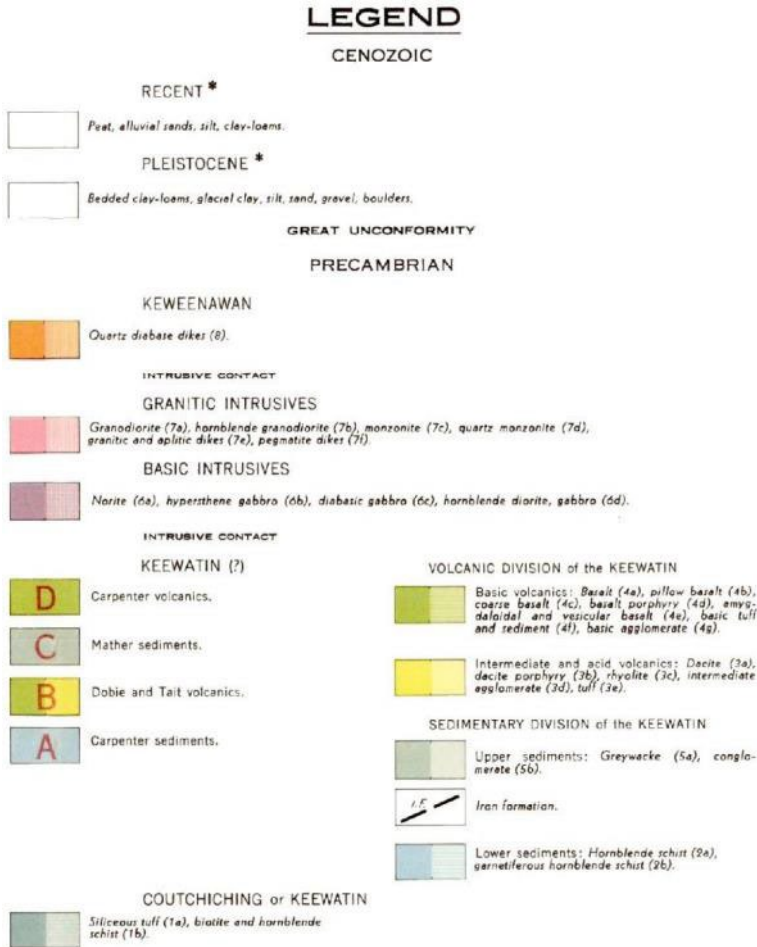 LEGEND
CENOZOIC
RECENT *
Peat, alluvial sands, silt, clay-loams.
PLEISTOCENE *
Bedded clay-loams, glacial clay, silt, sand, gravel, boulders.
GREAT UNCONFORMITY
PRECAMBRIAN
KEWEENAWAN
Quartz diabase dikes (8).
INTRUSIVE CONTACT
GRANITIC INTRUSIVES
Granodiorite (7a), hornblende granodiorite (7b), monzonite (7c), quartz monzonite (7d),
granitic and aplitic dikes (7e), pegmatite dikes (7f).
BASIC INTRUSIVES
Norite (6a), hypersthene gabbro (6b), diabasic gabbro (6c), hornblende diorite, gabbro (6d).
INTRUSIVE CONTACT
KEEWATIN (?)
D Carpenter volcanics.
C Mather sediments.
B Dobie and Tait volcanics.
A Carpenter sediments.
VOLCANIC DIVISION of the KEEWATIN
Basic volcanics: Basalt (4a), pillow basalt (4b),
coarse basalt (4c), basalt porphyry (4d), amyg-
daloidal and vesicular basalt (4e), basic tuff
and sediment (4f), basic agglomerate (4g).
Intermediate and acid volcanics: Dacite (3a),
dacite porphyry (3b), rhyolite (3c), intermediate
agglomerate (3d), tuff (3e).
SEDIMENTARY DIVISION of the KEEWATIN
Upper sediments: Greywacke (5a), conglo-
merate (5b).
I.F. Iron formation.
Lower sediments: Hornblende schist (2a),
garnetiferous hornblende schist (2b).
COUTCHICHING or KEEWATIN
Siliceous tuff (1a), biotite and hornblende
schist (1b).